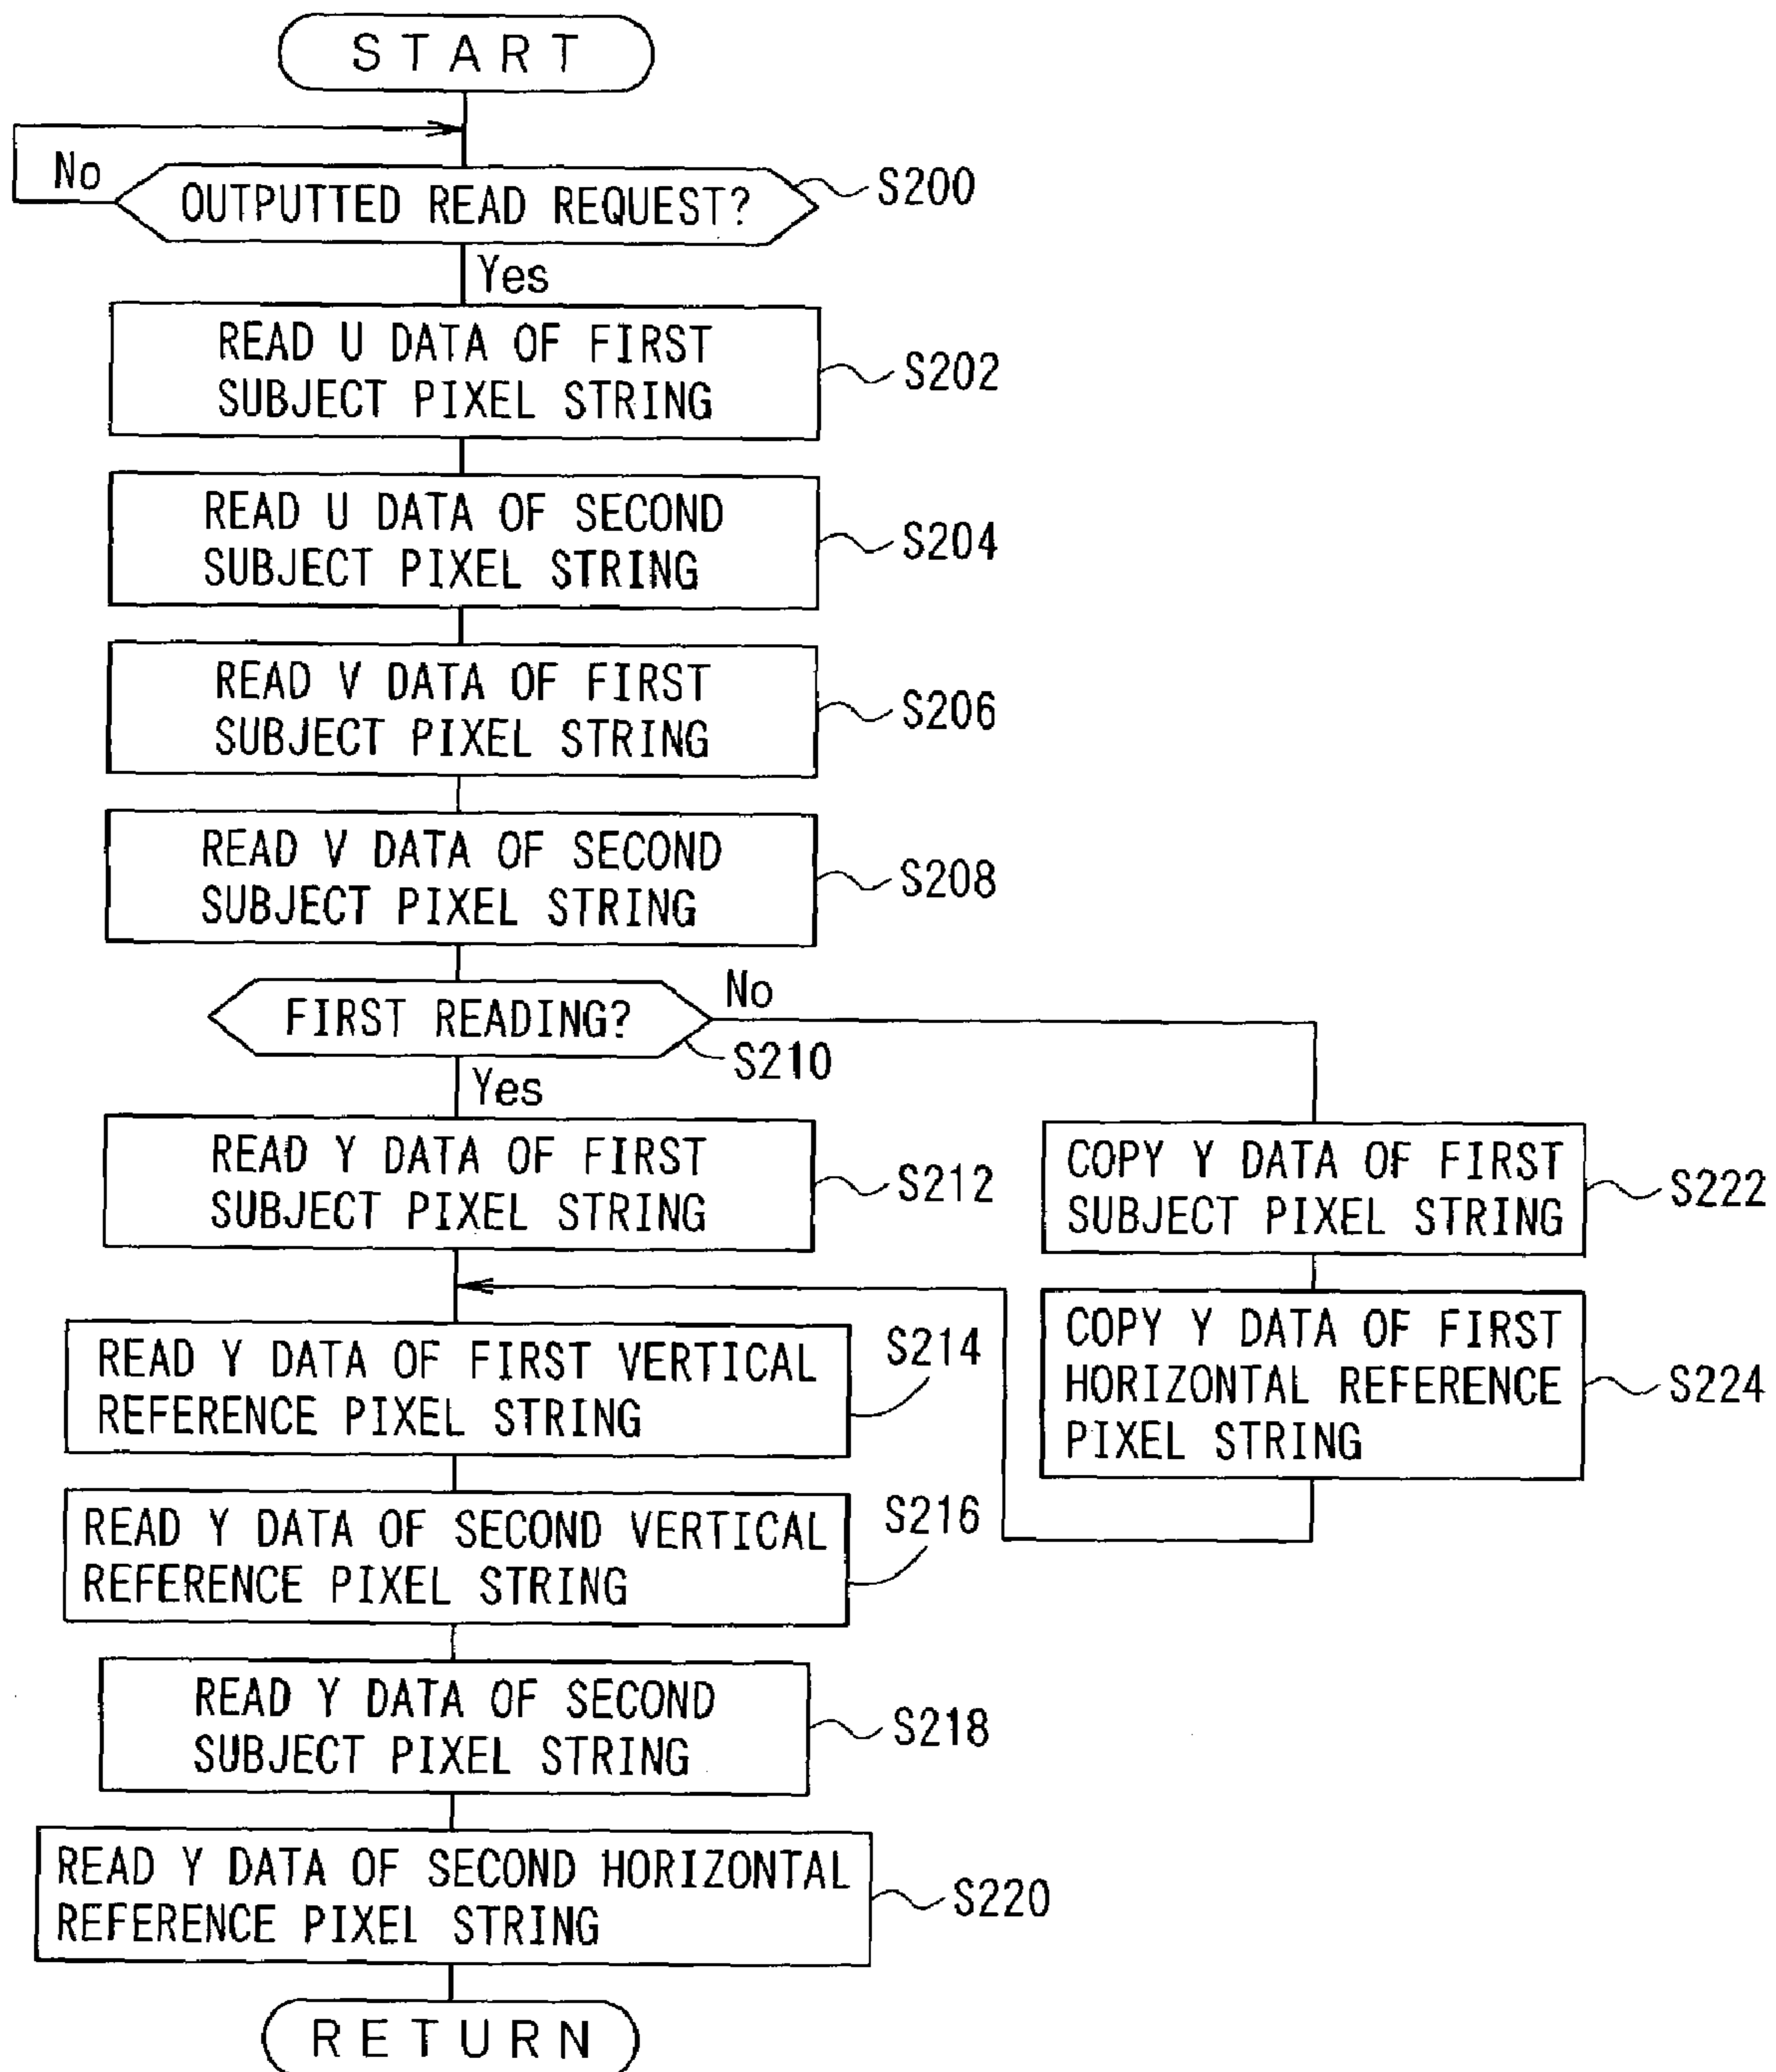 START
No
OUTPUTTED READ REQUEST?
S200
Yes
READ U DATA OF FIRST
SUBJECT PIXEL STRING
S202
READ U DATA OF SECOND
SUBJECT PIXEL STRING
S204
READ V DATA OF FIRST
SUBJECT PIXEL STRING
S206
READ V DATA OF SECOND
SUBJECT PIXEL STRING
S208
FIRST READING?
No
S210
Yes
READ Y DATA OF FIRST
SUBJECT PIXEL STRING
S212
COPY Y DATA OF FIRST
SUBJECT PIXEL STRING
S222
COPY Y DATA OF FIRST
HORIZONTAL REFERENCE
PIXEL STRING
S224
READ Y DATA OF FIRST VERTICAL
REFERENCE PIXEL STRING
S214
READ Y DATA OF SECOND VERTICAL
REFERENCE PIXEL STRING
S216
READ Y DATA OF SECOND
SUBJECT PIXEL STRING
S218
READ Y DATA OF SECOND HORIZONTAL
REFERENCE PIXEL STRING
S220
RETURN